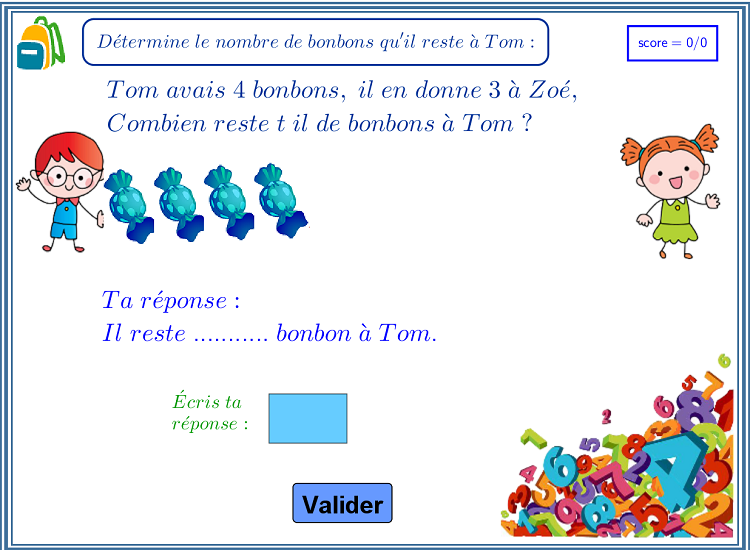 Détermine le nombre de bonbons qu'il reste à Tom :
score = 0/0
Tom avais 4 bonbons, il en donne 3 à Zoé,
Combien reste t il de bonbons à Tom ?
Ta réponse :
Il reste ........... bonbon à Tom.
Écris ta
réponse :
Valider